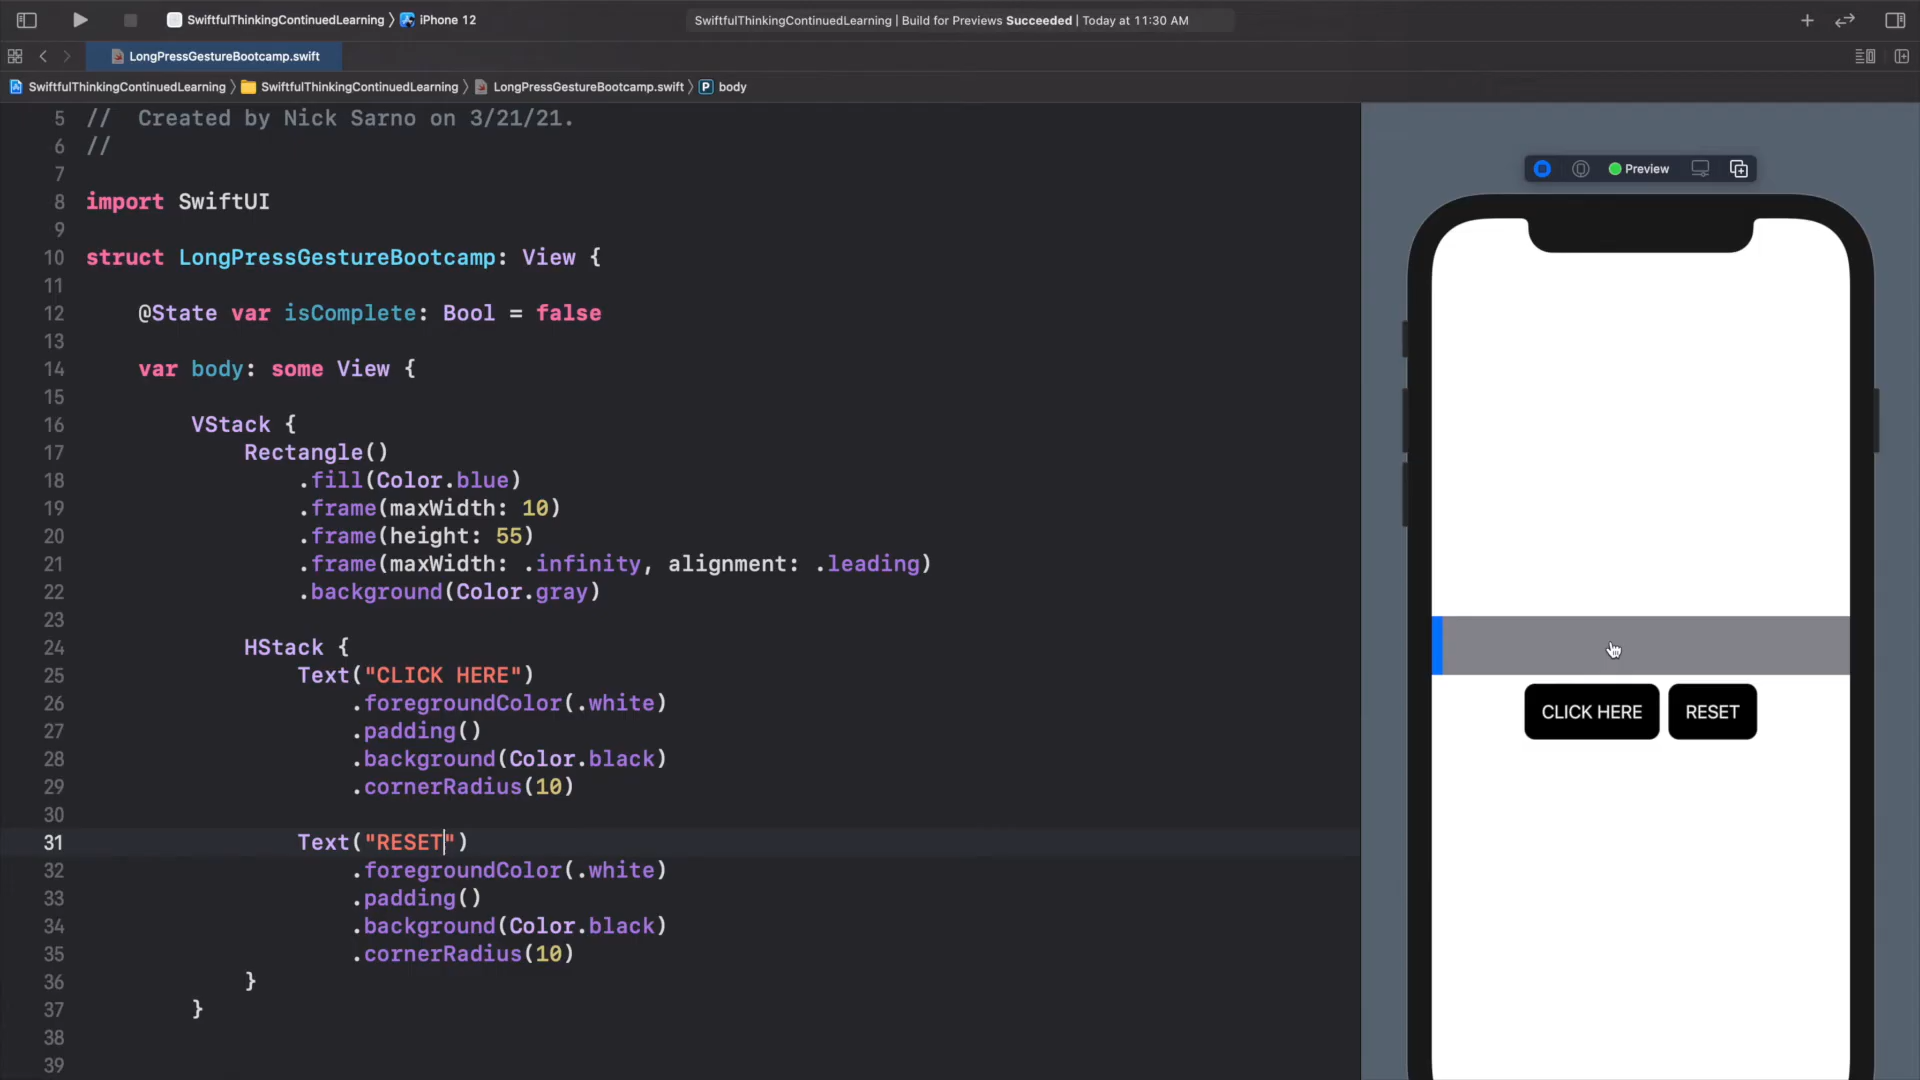 SwiftfulThinkingContinuedLearning 〉 iPhone 12
SwiftfulThinkingContinuedLearning | Build for Previews Succeeded | Today at 11:30 AM
LongPressGestureBootcamp.swift
SwiftfulThinkingContinuedLearning 〉 SwiftfulThinkingContinuedLearning 〉 LongPressGestureBootcamp.swift 〉 P body
5 //  Created by Nick Sarno on 3/21/21.
6 //
7
8 import SwiftUI
9
10 struct LongPressGestureBootcamp: View {
11
12     @State var isComplete: Bool = false
13
14     var body: some View {
15
16         VStack {
17             Rectangle()
18                 .fill(Color.blue)
19                 .frame(maxWidth: 10)
20                 .frame(height: 55)
21                 .frame(maxWidth: .infinity, alignment: .leading)
22                 .background(Color.gray)
23
24             HStack {
25                 Text("CLICK HERE")
26                     .foregroundColor(.white)
27                     .padding()
28                     .background(Color.black)
29                     .cornerRadius(10)
30
31                 Text("RESET")
32                     .foregroundColor(.white)
33                     .padding()
34                     .background(Color.black)
35                     .cornerRadius(10)
36             }
37         }
38
39
Preview
CLICK HERE RESET